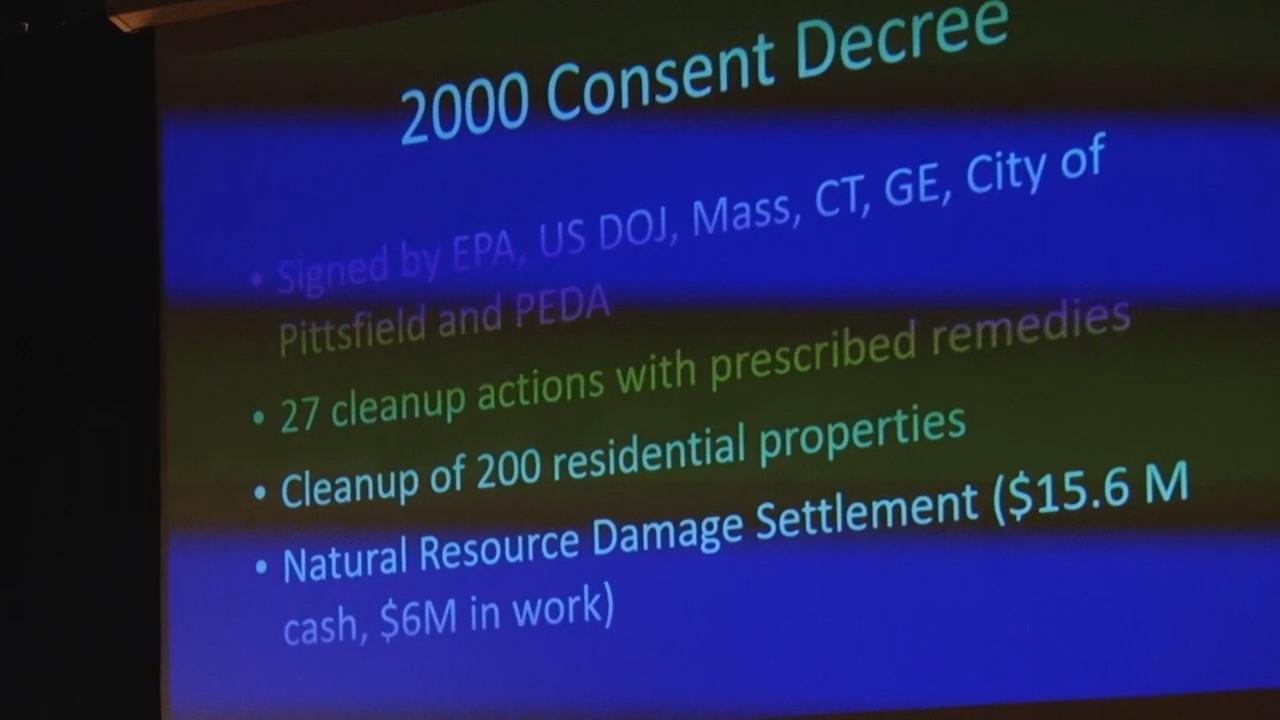 2000 Consent Decree
• Signed by EPA, US DOJ, Mass, CT, GE, City of
Pittsfield and PEDA
• 27 cleanup actions with prescribed remedies
• Cleanup of 200 residential properties
• Natural Resource Damage Settlement ($15.6 M
cash, $6M in work)